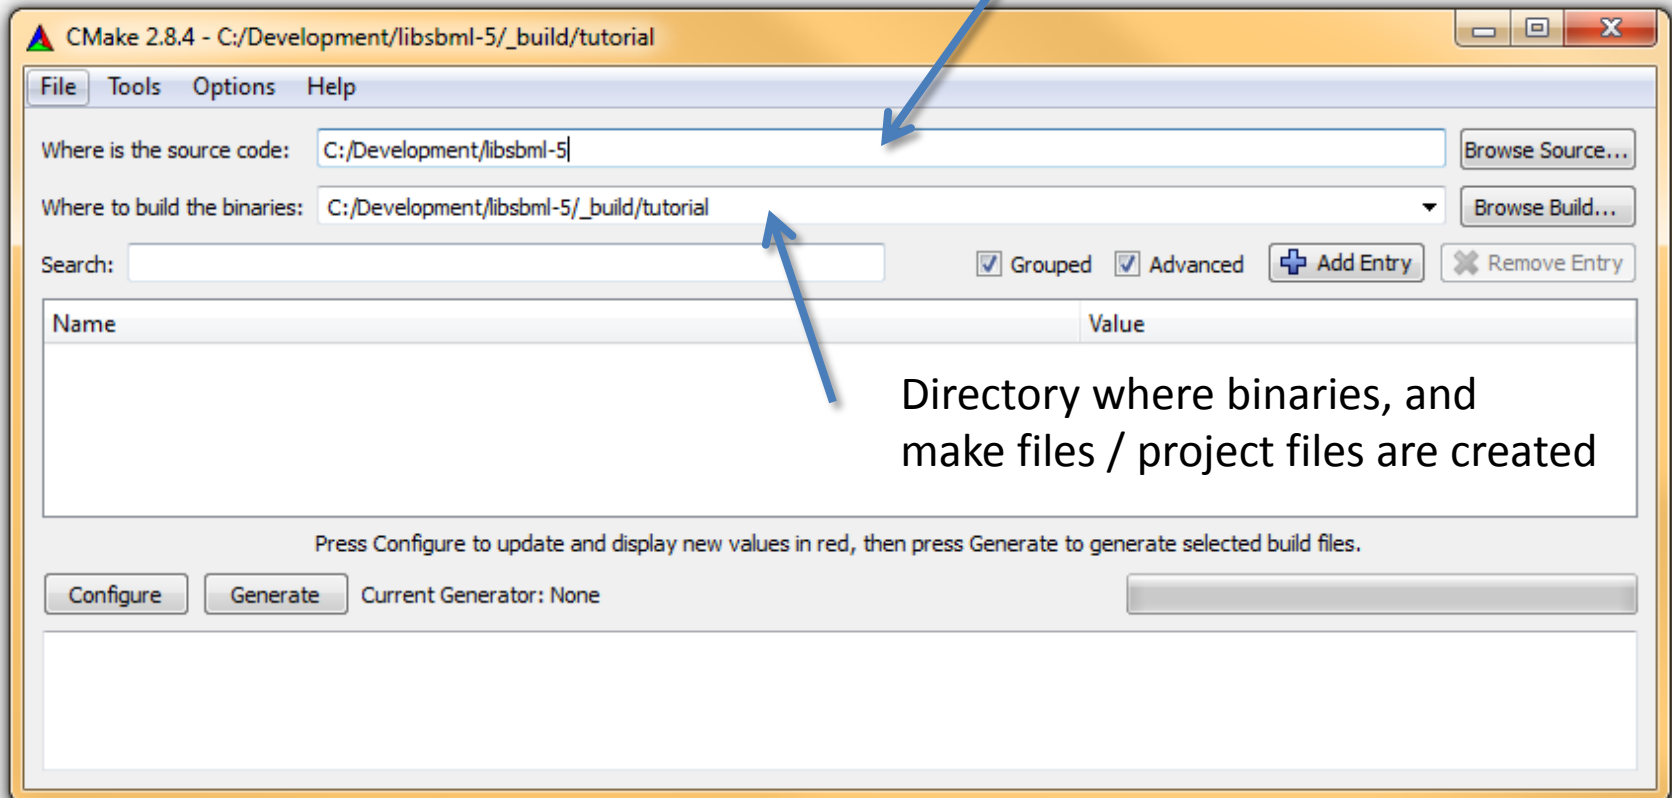 CMake 2.8.4 - C:/Development/libsbml-5/_build/tutorial
File Tools Options Help
Where is the source code: C:/Development/libsbml-5 Browse Source...
Where to build the binaries: C:/Development/libsbml-5/_build/tutorial Browse Build...
Search: Grouped Advanced Add Entry Remove Entry
Name Value
Directory where binaries, and
make files / project files are created
Press Configure to update and display new values in red, then press Generate to generate selected build files.
Configure Generate Current Generator: None